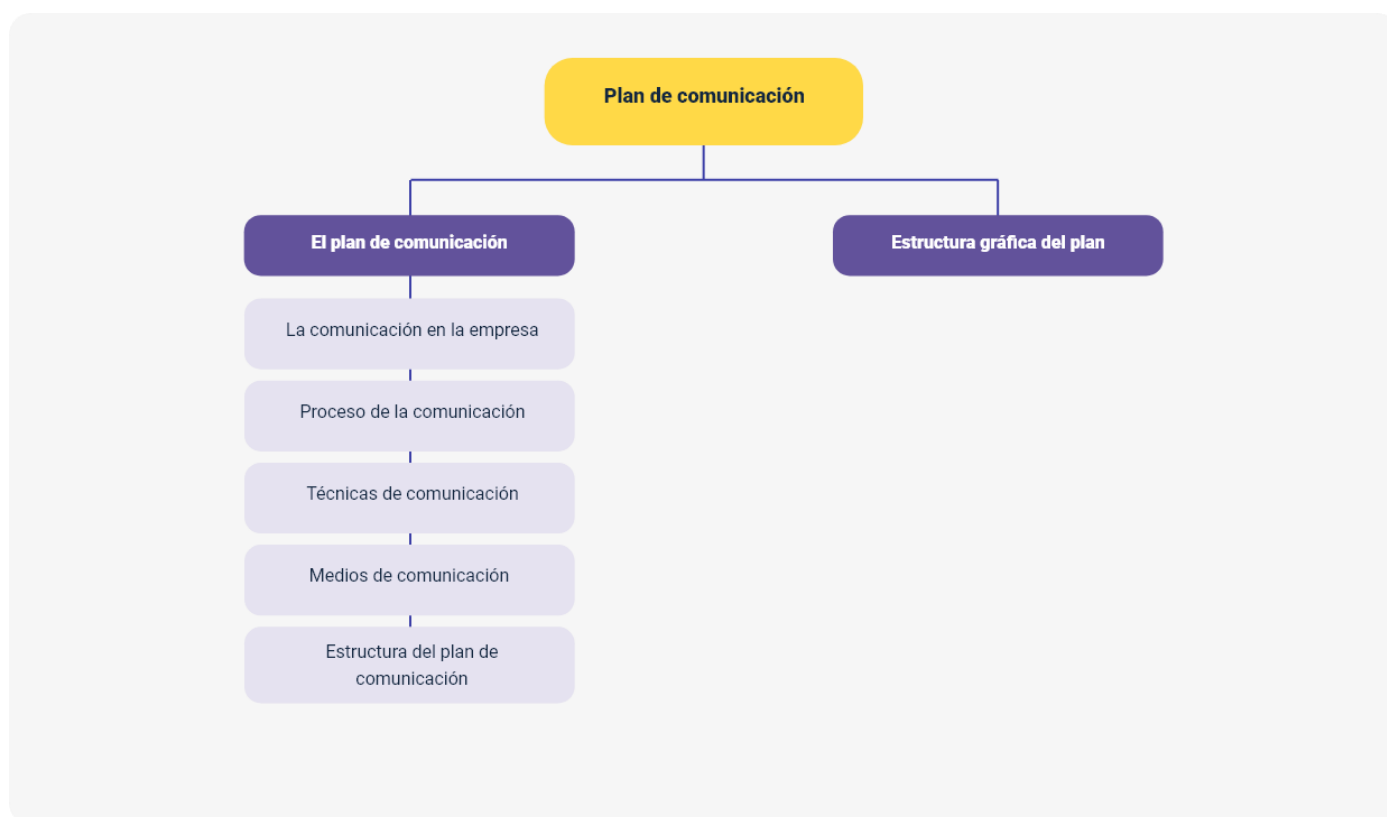 Plan de comunicación
El plan de comunicación
Estructura gráfica del plan
La comunicación en la empresa
Proceso de la comunicación
Técnicas de comunicación
Medios de comunicación
Estructura del plan de
comunicación